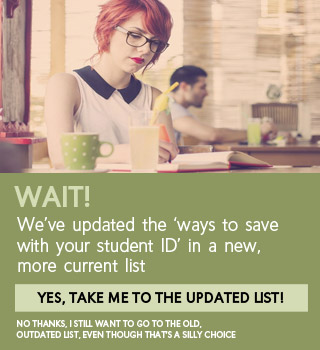 WAIT!
We've updated the 'ways to save
with your student ID' in a new,
more current list
YES, TAKE ME TO THE UPDATED LIST!
NO THANKS, I STILL WANT TO GO TO THE OLD,
OUTDATED LIST, EVEN THOUGH THAT'S A SILLY CHOICE